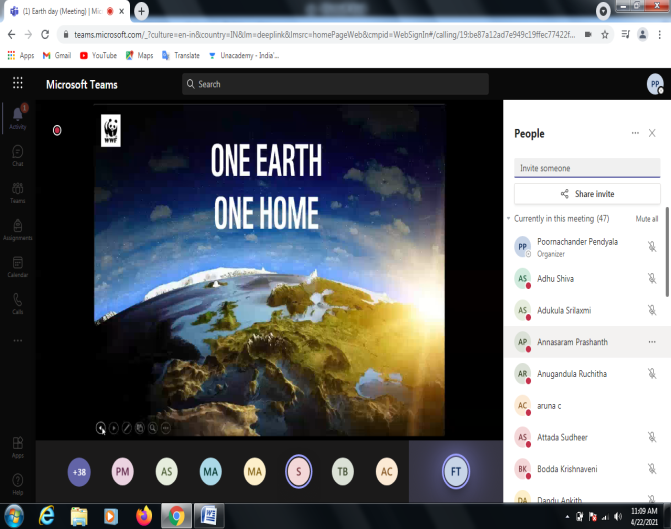 (1) Earth day (Meeting) | Mic
teams.microsoft.com/_?culture=en-in&country=IN&lm=deeplink&lmsrc=homePageWeb&cmpid=WebSignIn#/calling/19:be87a12ad7e949c19ffec77422f...
Apps
Gmail
YouTube
Maps
Translate
Unacademy - India'...
Microsoft Teams
Search
PP
Activity
1
Chat
Teams
Assignments
Calendar
Calls
Apps
Help
WWF
ONE EARTH
ONE HOME
+38
PM
AS
MA
MA
S
TB
AC
FT
People
Invite someone
Share invite
Currently in this meeting (47)
Mute all
PP Poornachander Pendyala
Organizer
AS Adhu Shiva
AS Adukula Srilaxmi
AP Annasaram Prashanth
AR Anugandula Ruchitha
AC aruna c
AS Attada Sudheer
BK Bodda Krishnaveni
DA Dandu Ankith
11:09 AM
4/22/2021